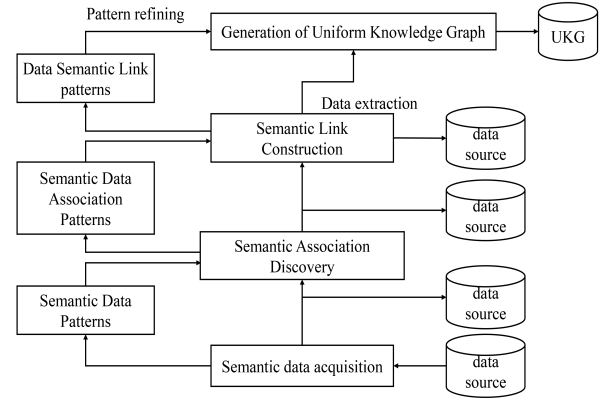 Pattern refining
Generation of Uniform Knowledge Graph
UKG
Data Semantic Link
patterns
Data extraction
Semantic Link
Construction
data
source
Semantic Data
Association
Patterns
data
source
Semantic Association
Discovery
Semantic Data
Patterns
data
source
Semantic data acquisition
data
source